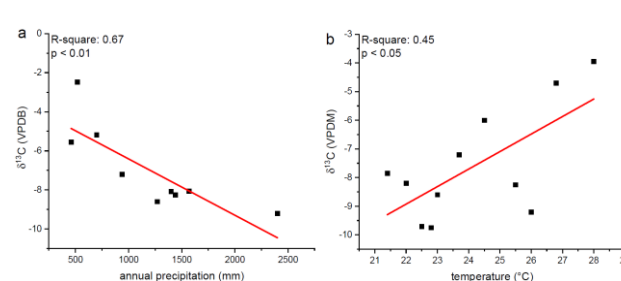 a
R-square: 0.67
p < 0.01
0
-2
-4
-6
-8
-10
δ13C (VPDB)
500
1000
1500
2000
2500
annual precipitation (mm)
b
R-square: 0.45
p < 0.05
-3
-4
-5
-6
-7
-8
-9
-10
δ13C (VPDM)
21
22
23
24
25
26
27
28
temperature (°C)